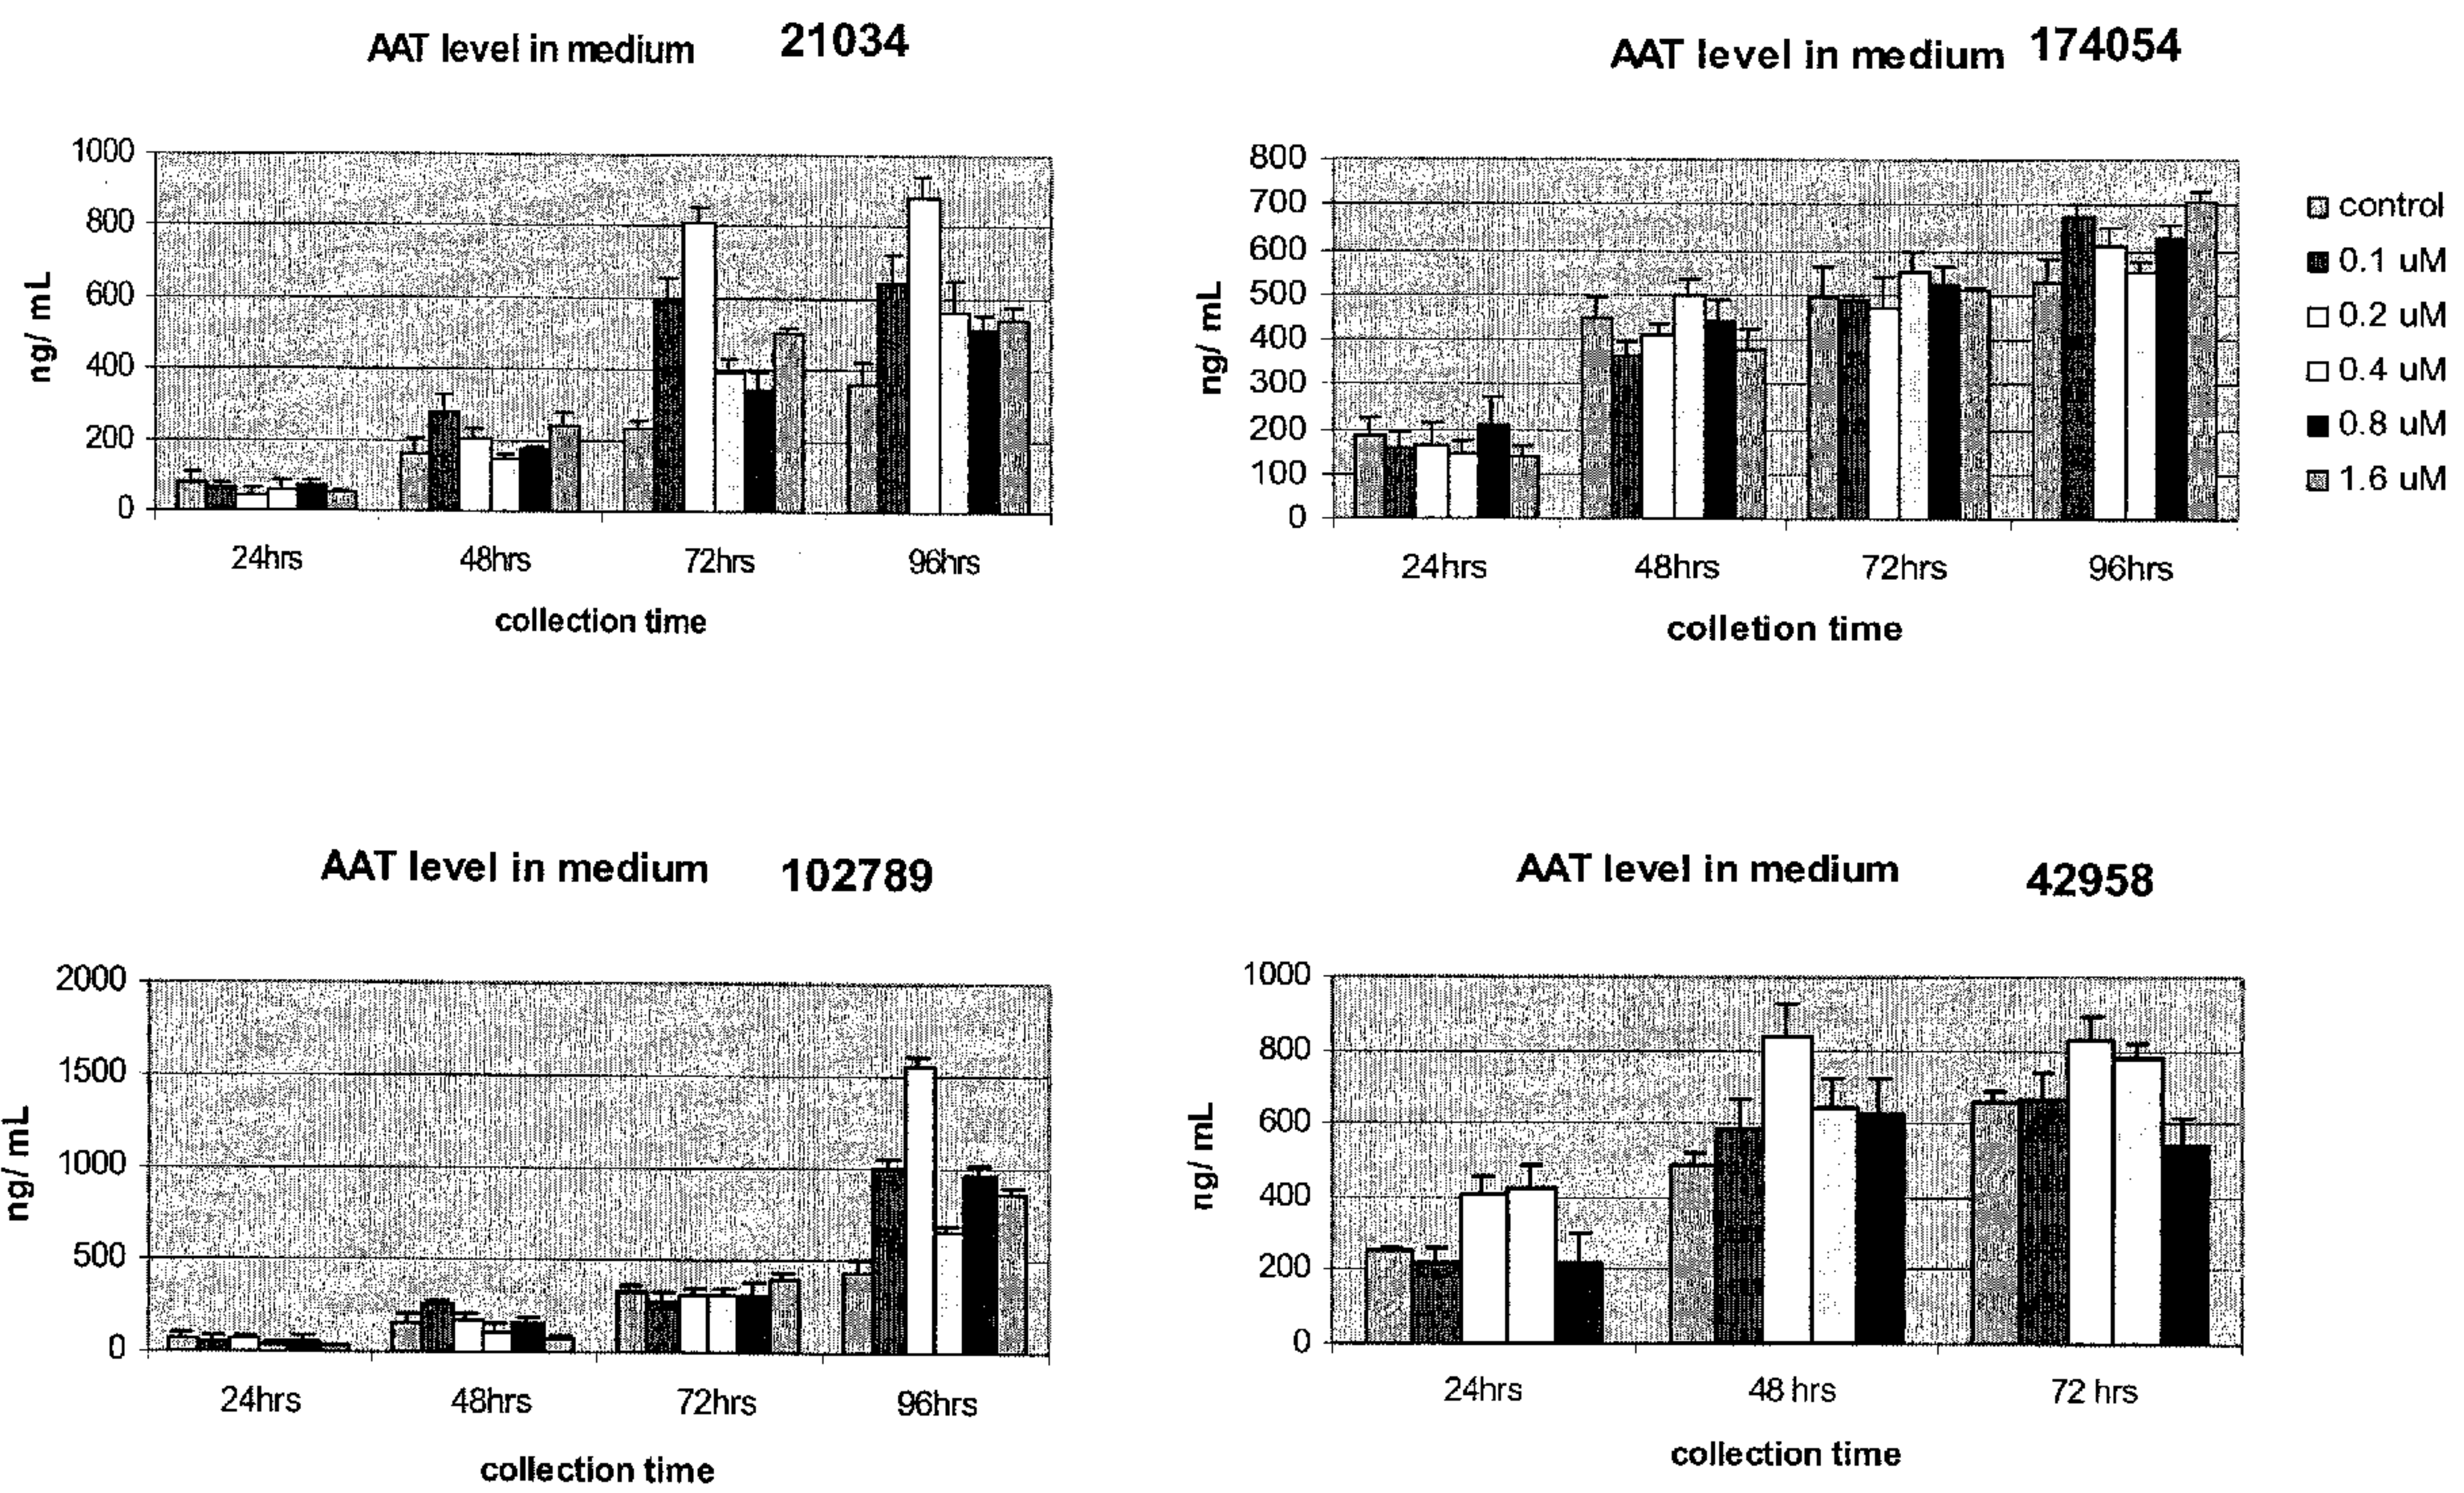 AAT level in medium 21034
1000
800
600
400
200
0
ng/ mL
24hrs 48hrs 72hrs 96hrs
collection time
AAT level in medium 174054
800
700
600
500
400
300
200
100
0
ng/ mL
24hrs 48hrs 72hrs 96hrs
colletion time
control
0.1 uM
0.2 uM
0.4 uM
0.8 uM
1.6 uM
AAT level in medium 102789
2000
1500
1000
500
0
ng/ mL
24hrs 48hrs 72hrs 96hrs
collection time
AAT level in medium 42958
1000
800
600
400
200
0
ng/ mL
24hrs 48 hrs 72 hrs
collection time